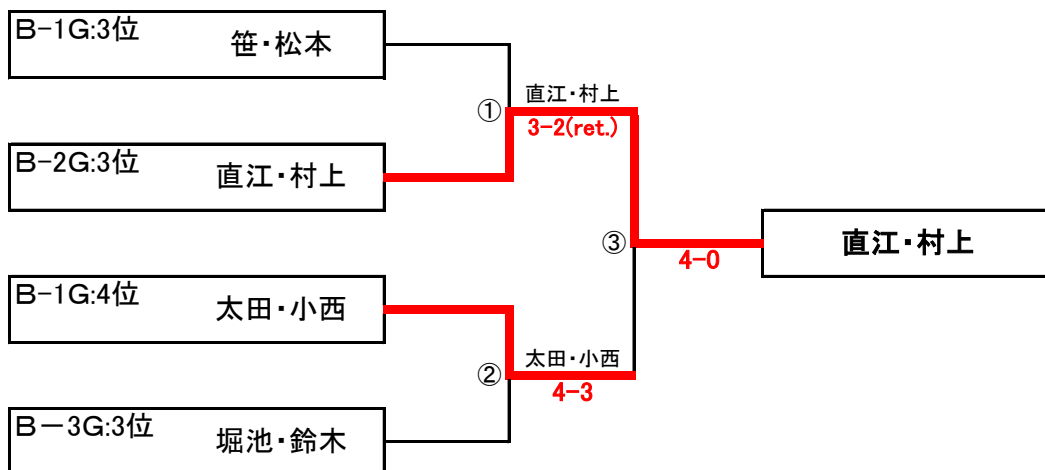 B-1G:3位 笹・松本
直江・村上
①
3-2(ret.)
B-2G:3位 直江・村上
③
直江・村上
4-0
B-1G:4位 太田・小西
太田・小西
②
4-3
B-3G:3位 堀池・鈴木